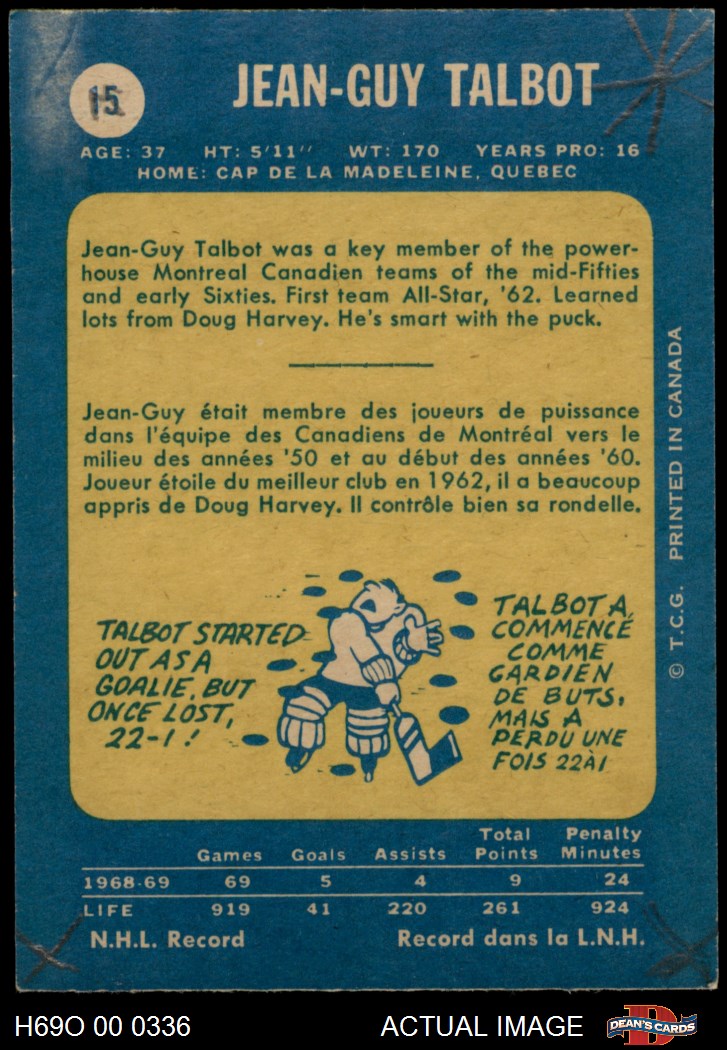 15
JEAN-GUY TALBOT
AGE: 37 HT: 5'11'' WT: 170 YEARS PRO: 16
HOME: CAP DE LA MADELEINE, QUEBEC
Jean-Guy Talbot was a key member of the power-
house Montreal Canadien teams of the mid-Fifties
and early Sixties. First team All-Star, '62. Learned
lots from Doug Harvey. He's smart with the puck.
Jean-Guy était membre des joueurs de puissance
dans l'équipe des Canadiens de Montréal vers le
milieu des années '50 et au début des années '60.
Joueur étoile du meilleur club en 1962, il a beaucoup
appris de Doug Harvey. Il contrôle bien sa rondelle.
TALBOT STARTED
OUT AS A
GOALIE, BUT
ONCE LOST,
22-1!
TALBOT A
COMMENCÉ
COMME
GARDIEN
DE BUTS,
MAIS A
PERDU UNE
FOIS 22À1
© T.C.G. PRINTED IN CANADA
Games Goals Assists Total Points Penalty Minutes
1968-69 69 5 4 9 24
LIFE 919 41 220 261 924
N.H.L. Record Record dans la L.N.H.
H69O 00 0336 ACTUAL IMAGE DEAN'S CARDS